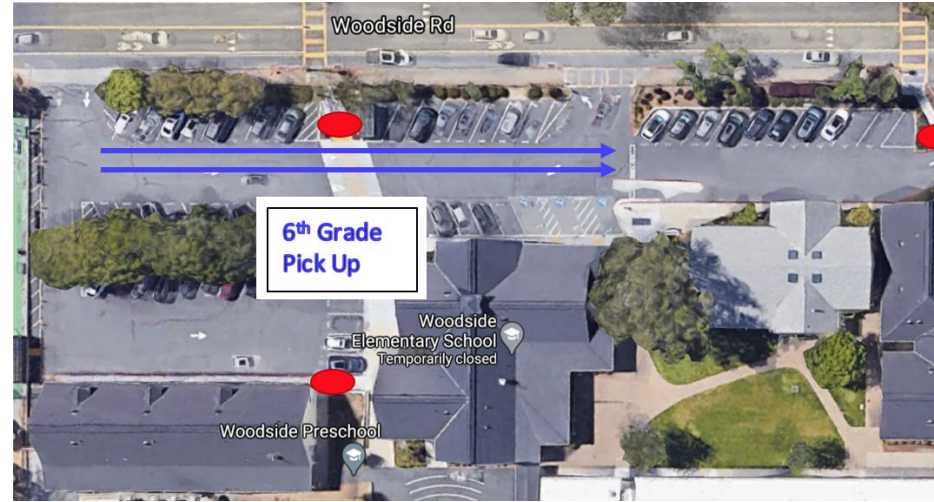 Woodside Rd
6th Grade
Pick Up
Woodside
Elementary School
Temporarily closed
Woodside Preschool